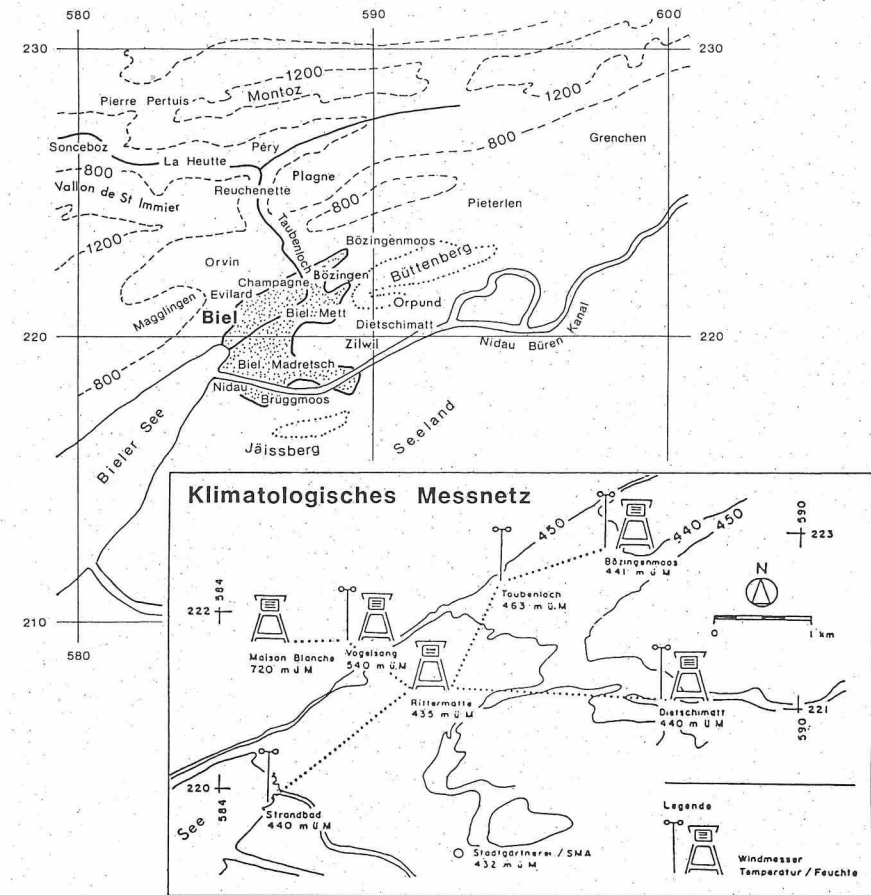 580
590
600
230
230
1200
Montoz
1200
Pierre Pertuis
800
Grenchen
Sonceboz
Péry
La Heutte
800
Plagne
Reuchenette
Vallon de St Immier
800
Pieterlen
Taubenloch
1200
Bözingenmoos
Orvin
Büttenberg
Bözingen
Champagne
Evilard
Orpund
Magglingen
Biel
Biel. Mett
Dietschimatt
220
220
Zilwil
Nidau Büren Kanal
Biel. Madretsch
800
Nidau
Brüggmoos
Seeland
Bieler See
Jäissberg
210
580
Klimatologisches Messnetz
450
440
450
590
223
Bözingenmoos
441 m ü M
N
Taubenloch
463 m ü. M
584
222
0 1 km
Maison Blanche
720 m ü M
Vogelsang
540 m ü.M
Rittermatte
435 m ü M
Dietschimatt
440 m ü M
221
590
220
584
See
Strandbad
440 m ü M
Stadtgärtnerei / SMA
432 m ü M
Legende
Windmesser
Temperatur / Feuchte